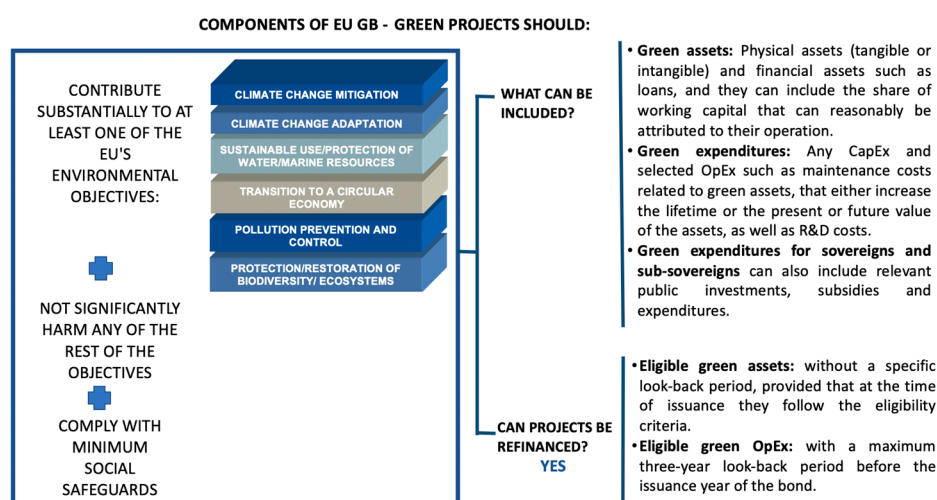 COMPONENTS OF EU GB - GREEN PROJECTS SHOULD:
CONTRIBUTE
SUBSTANTIALLY TO AT
LEAST ONE OF THE
EU'S
ENVIRONMENTAL
OBJECTIVES:
NOT SIGNIFICANTLY
HARM ANY OF THE
REST OF THE
OBJECTIVES
COMPLY WITH
MINIMUM
SOCIAL
SAFEGUARDS
CLIMATE CHANGE MITIGATION
CLIMATE CHANGE ADAPTATION
SUSTAINABLE USE/PROTECTION OF
WATER/MARINE RESOURCES
TRANSITION TO A CIRCULAR
ECONOMY
POLLUTION PREVENTION AND
CONTROL
PROTECTION/RESTORATION OF
BIODIVERSITY/ ECOSYSTEMS
WHAT CAN BE
INCLUDED?
• Green assets: Physical assets (tangible or
intangible) and financial assets such as
loans, and they can include the share of
working capital that can reasonably be
attributed to their operation.
• Green expenditures: Any CapEx and
selected OpEx such as maintenance costs
related to green assets, that either increase
the lifetime or the present or future value
of the assets, as well as R&D costs.
• Green expenditures for sovereigns and
sub-sovereigns can also include relevant
public investments, subsidies and
expenditures.
CAN PROJECTS BE
REFINANCED?
YES
• Eligible green assets: without a specific
look-back period, provided that at the time
of issuance they follow the eligibility
criteria.
• Eligible green OpEx: with a maximum
three-year look-back period before the
issuance year of the bond.